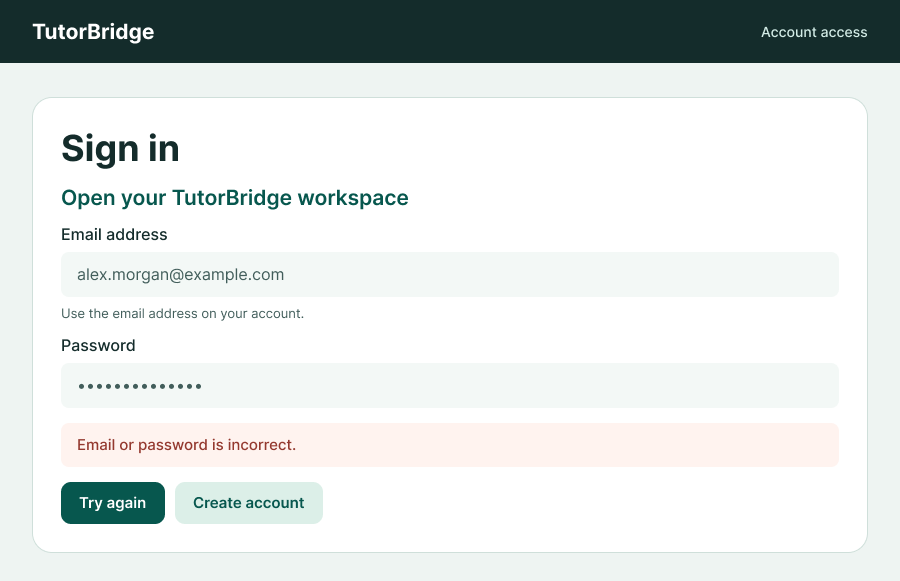 TutorBridge
Account access
Sign in
Open your TutorBridge workspace
Email address
alex.morgan@example.com
Use the email address on your account.
Password
••••••••••••••
Email or password is incorrect.
Try again
Create account